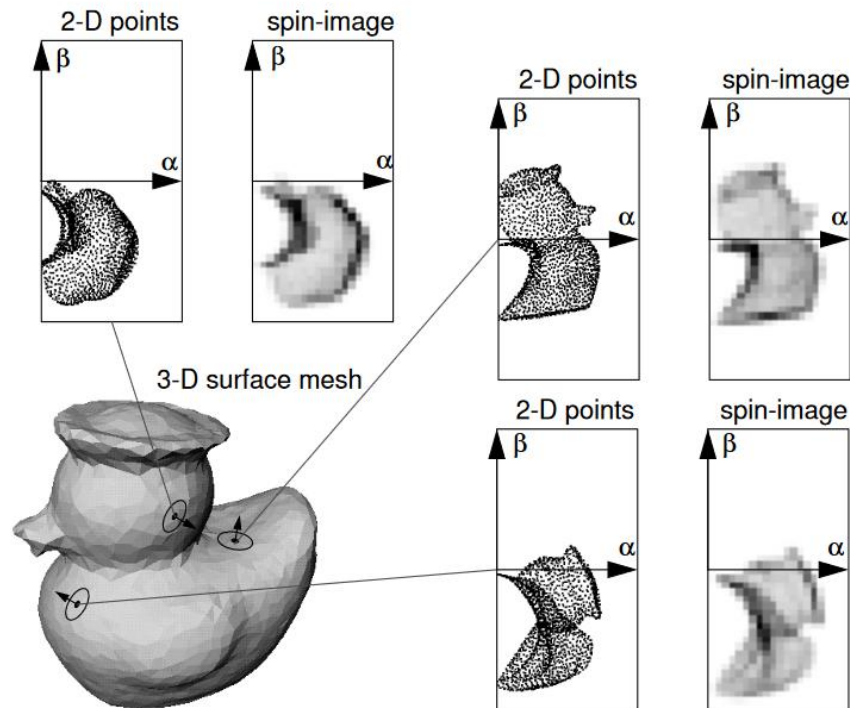 2-D points spin-image
β β
α α
2-D points spin-image
β β
α α
3-D surface mesh
2-D points spin-image
β β
α α